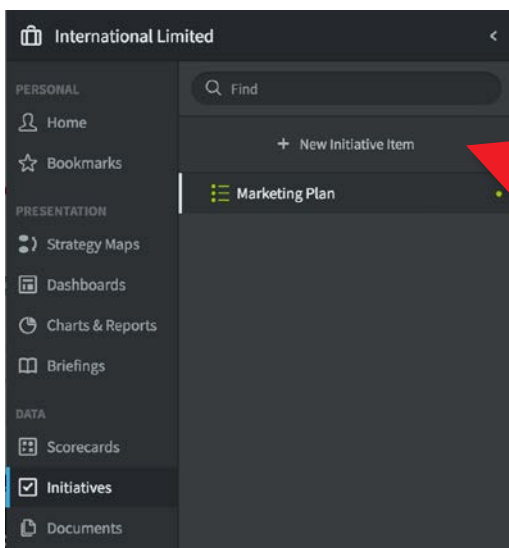 International Limited
PERSONAL
Home
Bookmarks
PRESENTATION
Strategy Maps
Dashboards
Charts & Reports
Briefings
DATA
Scorecards
Initiatives
Documents
Find
+ New Initiative Item
Marketing Plan